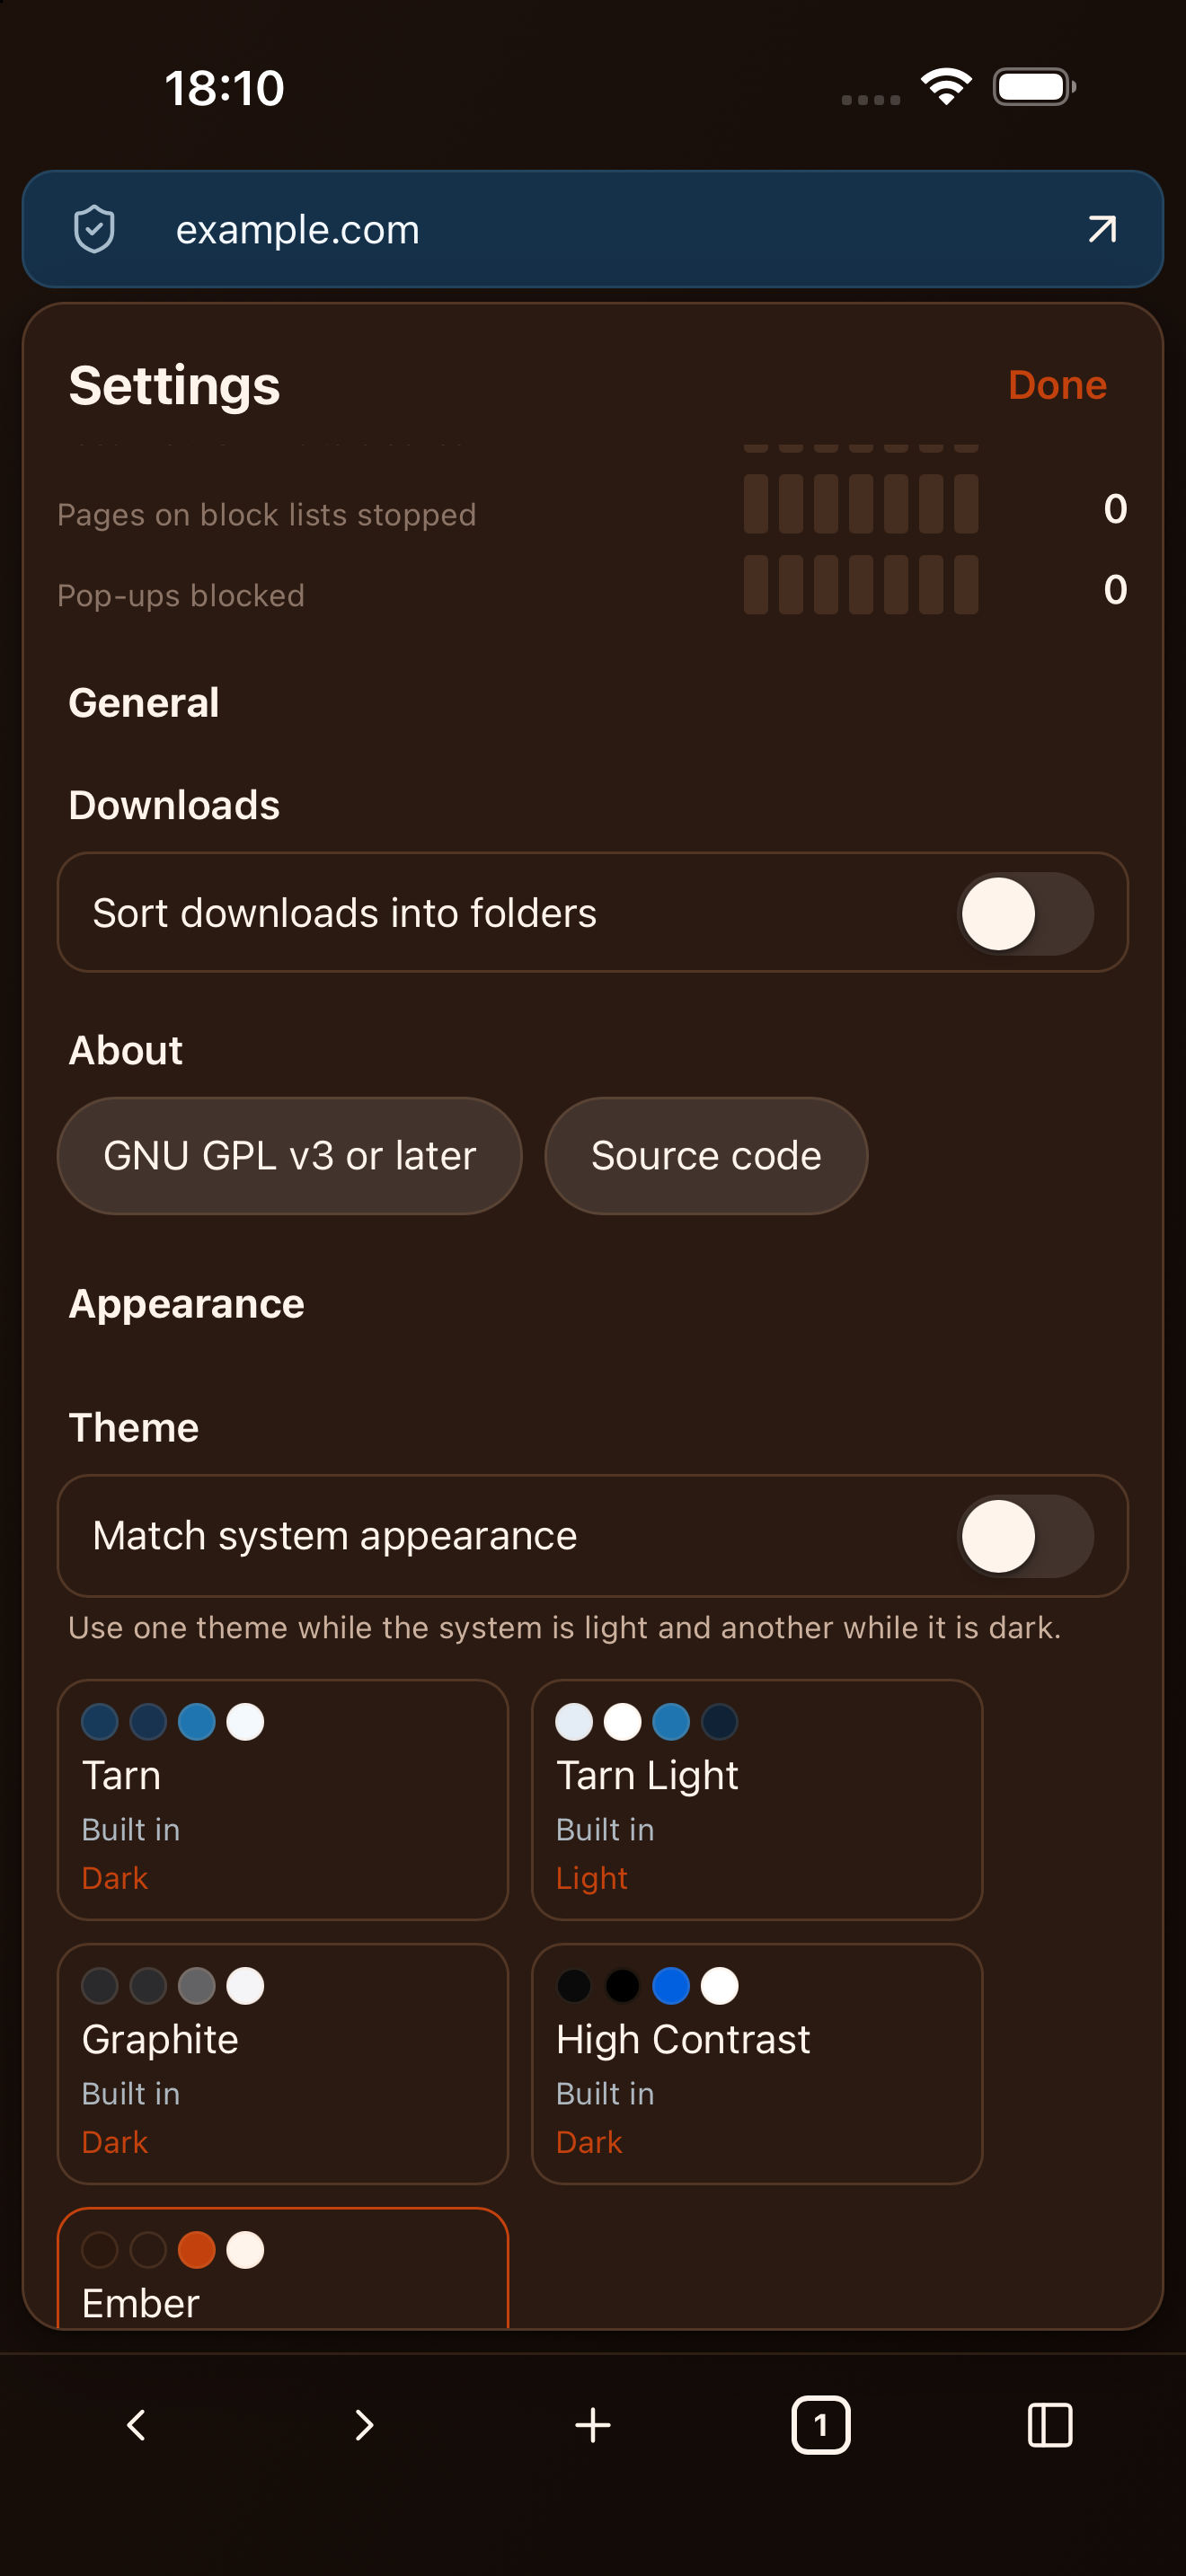 18:10
example.com
Settings
Done
Pages on block lists stopped
0
Pop-ups blocked
0
General
Downloads
Sort downloads into folders
About
GNU GPL v3 or later
Source code
Appearance
Theme
Match system appearance
Use one theme while the system is light and another while it is dark.
Tarn
Built in
Dark
Tarn Light
Built in
Light
Graphite
Built in
Dark
High Contrast
Built in
Dark
Ember
1